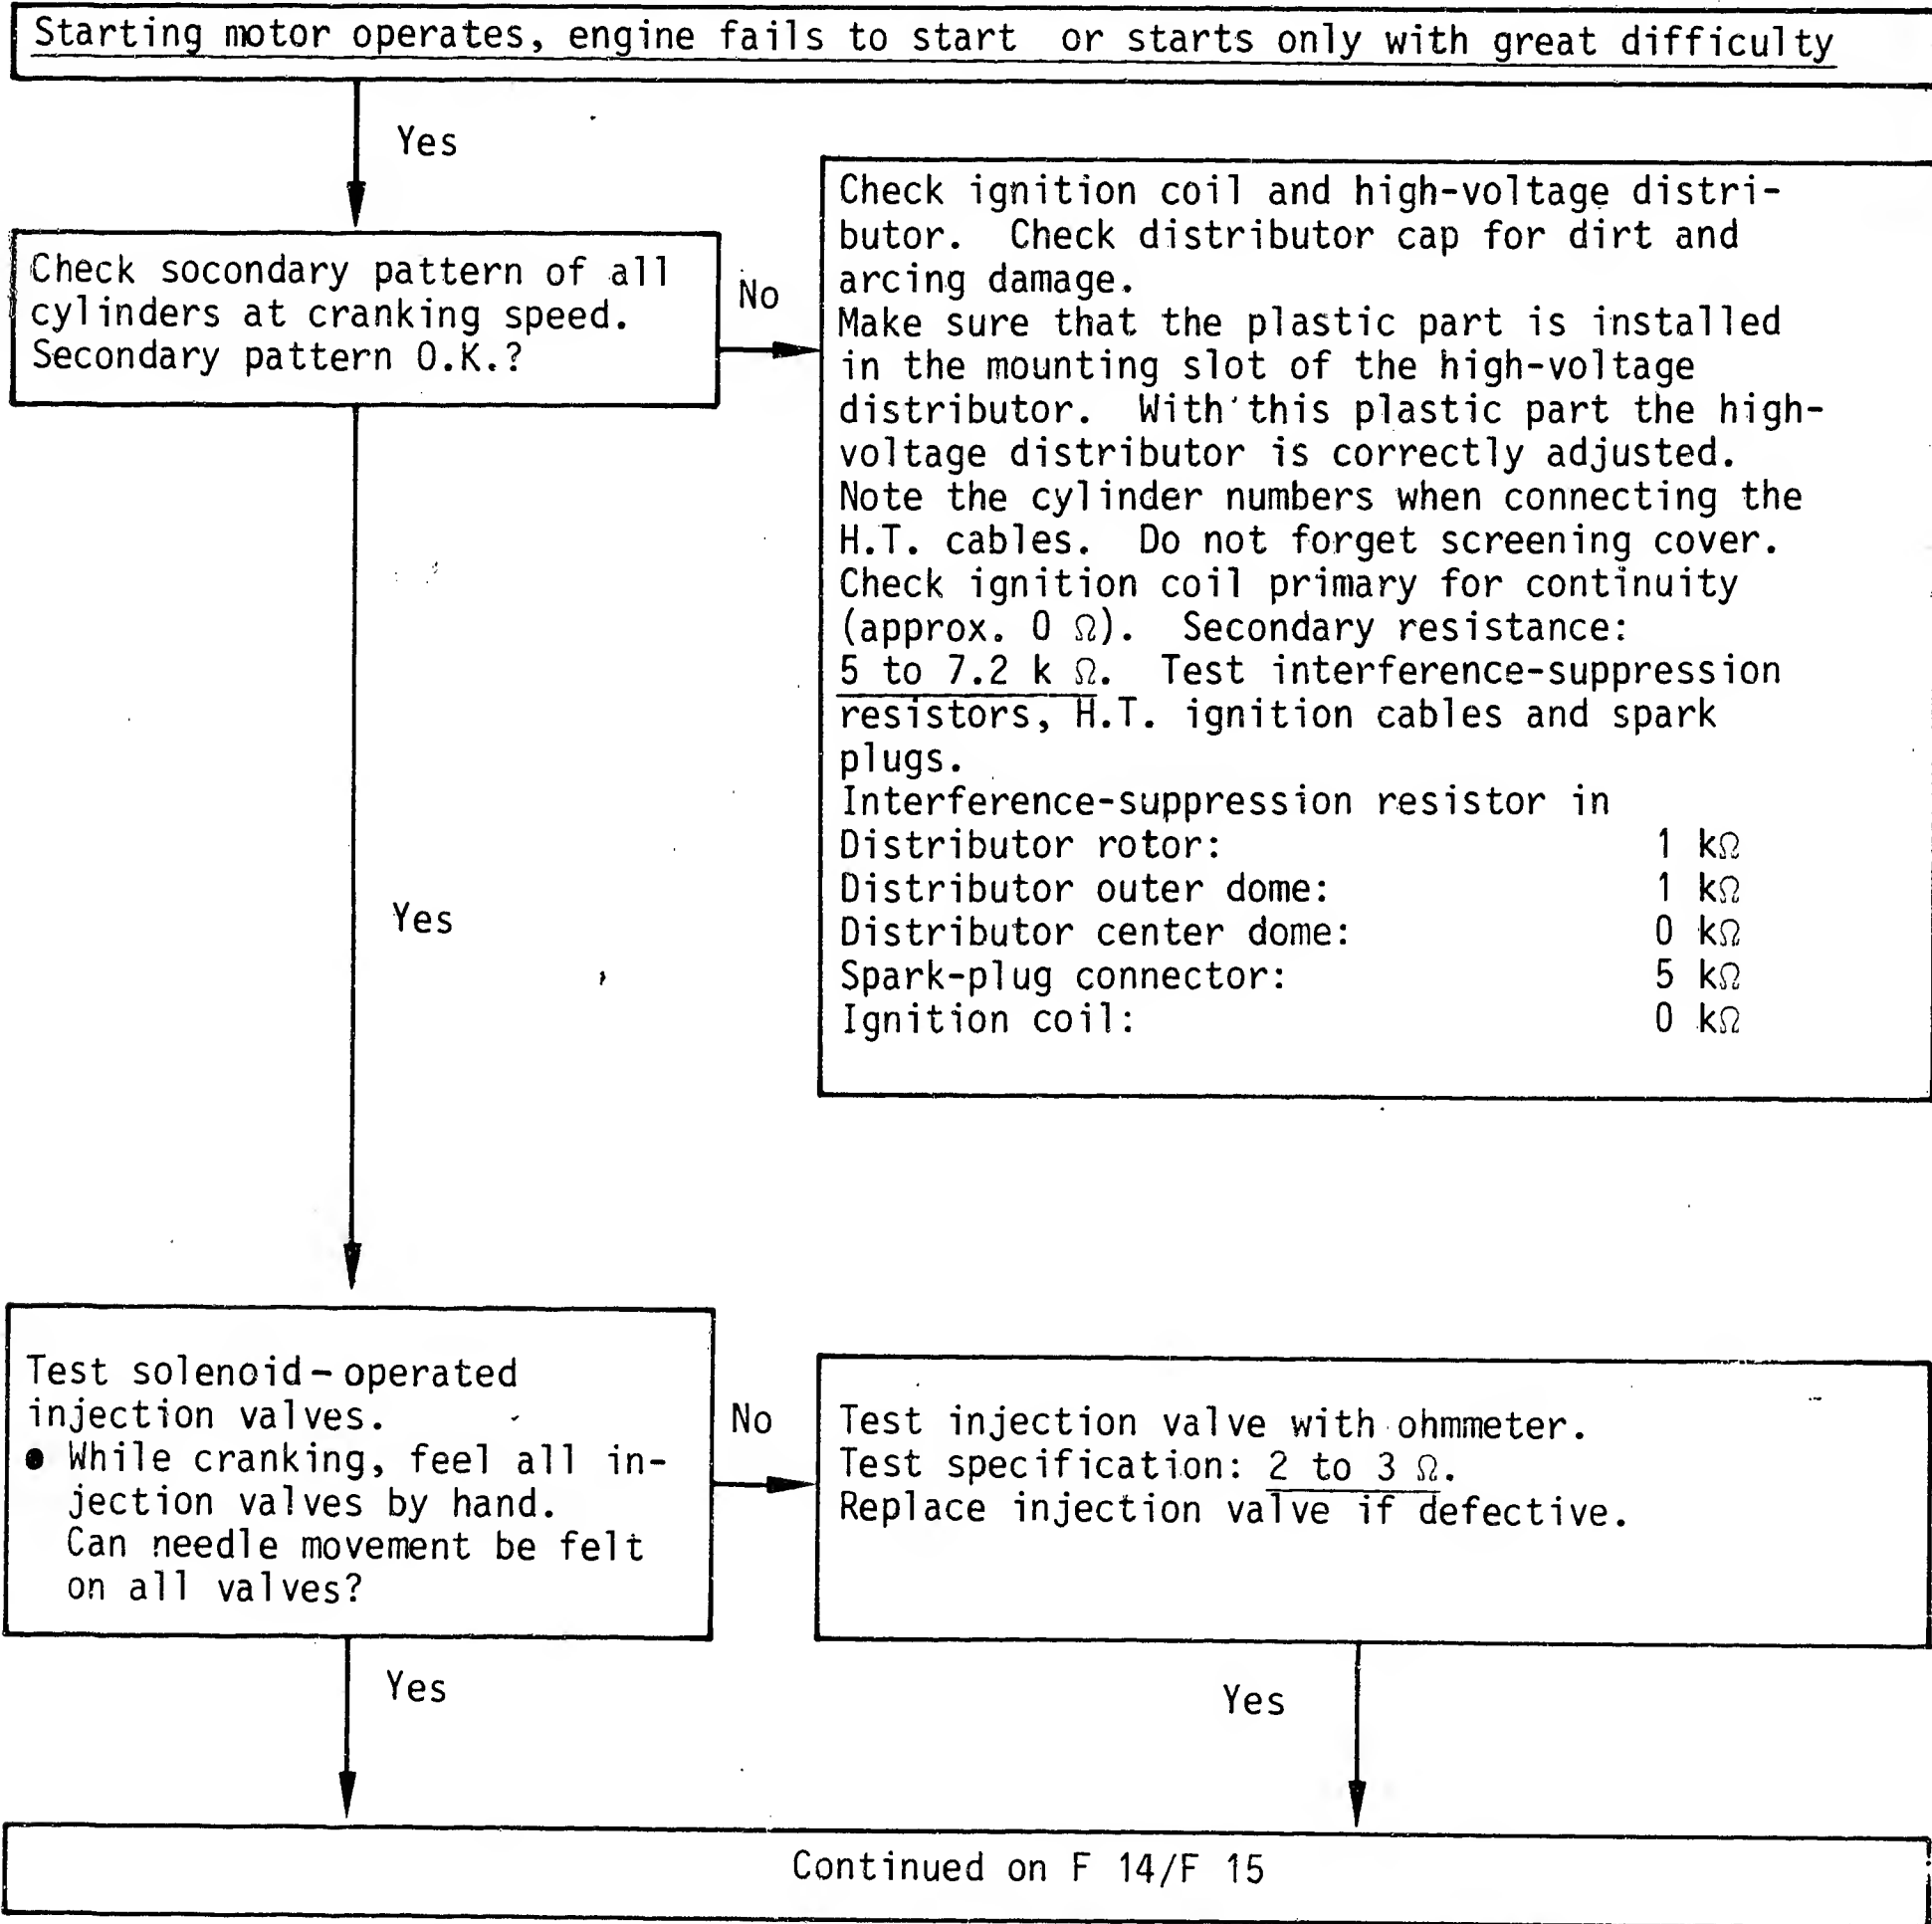 Starting motor operates, engine fails to start or starts only with great difficulty
Yes
Check socondary pattern of all
cylinders at cranking speed.
Secondary pattern O.K.?
No
Check ignition coil and high-voltage distri-
butor. Check distributor cap for dirt and
arcing damage.
Make sure that the plastic part is installed
in the mounting slot of the high-voltage
distributor. With this plastic part the high-
voltage distributor is correctly adjusted.
Note the cylinder numbers when connecting the
H.T. cables. Do not forget screening cover.
Check ignition coil primary for continuity
(approx. 0 Ω). Secondary resistance:
5 to 7.2 k Ω. Test interference-suppression
resistors, H.T. ignition cables and spark
plugs.
Interference-suppression resistor in
Distributor rotor: 1 kΩ
Distributor outer dome: 1 kΩ
Distributor center dome: 0 kΩ
Spark-plug connector: 5 kΩ
Ignition coil: 0 kΩ
Yes
Test solenoid-operated
injection valves.
● While cranking, feel all in-
jection valves by hand.
Can needle movement be felt
on all valves?
No
Test injection valve with ohmmeter.
Test specification: 2 to 3 Ω.
Replace injection valve if defective.
Yes
Yes
Continued on F 14/F 15